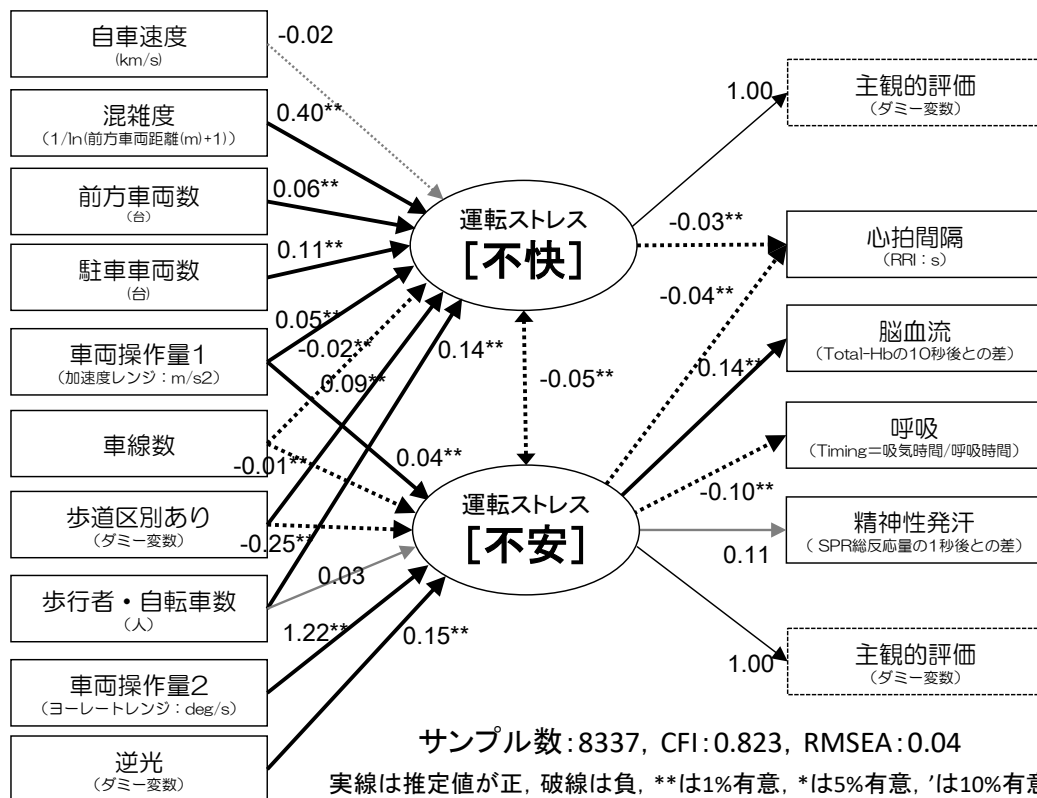 自車速度
(km/s)
-0.02
混雑度
（1/ln(前方車両距離(m)+1)）
0.40**
前方車両数
（台）
0.06**
駐車車両数
（台）
0.11**
車両操作量1
（加速度レンジ：m/s2）
0.05**
-0.02**
0.09**
0.14**
車線数
-0.01**
0.04**
歩道区別あり
（ダミー変数）
-0.25**
歩行者・自転車数
（人）
0.03
車両操作量2
（ヨーレートレンジ：deg/s）
1.22**
逆光
（ダミー変数）
0.15**
運転ストレス
［不快］
-0.05**
運転ストレス
［不安］
1.00
主観的評価
（ダミー変数）
-0.03**
心拍間隔
（RRI：s）
-0.04**
脳血流
（Total-Hbの10秒後との差）
0.14**
呼吸
（Timing＝吸気時間/呼吸時間）
-0.10**
精神性発汗
（ SPR総反応量の1秒後との差）
0.11
主観的評価
（ダミー変数）
1.00
サンプル数：8337，CFI：0.823，RMSEA：0.04
実線は推定値が正，破線は負，**は1%有意，*は5%有意，'は10%有意